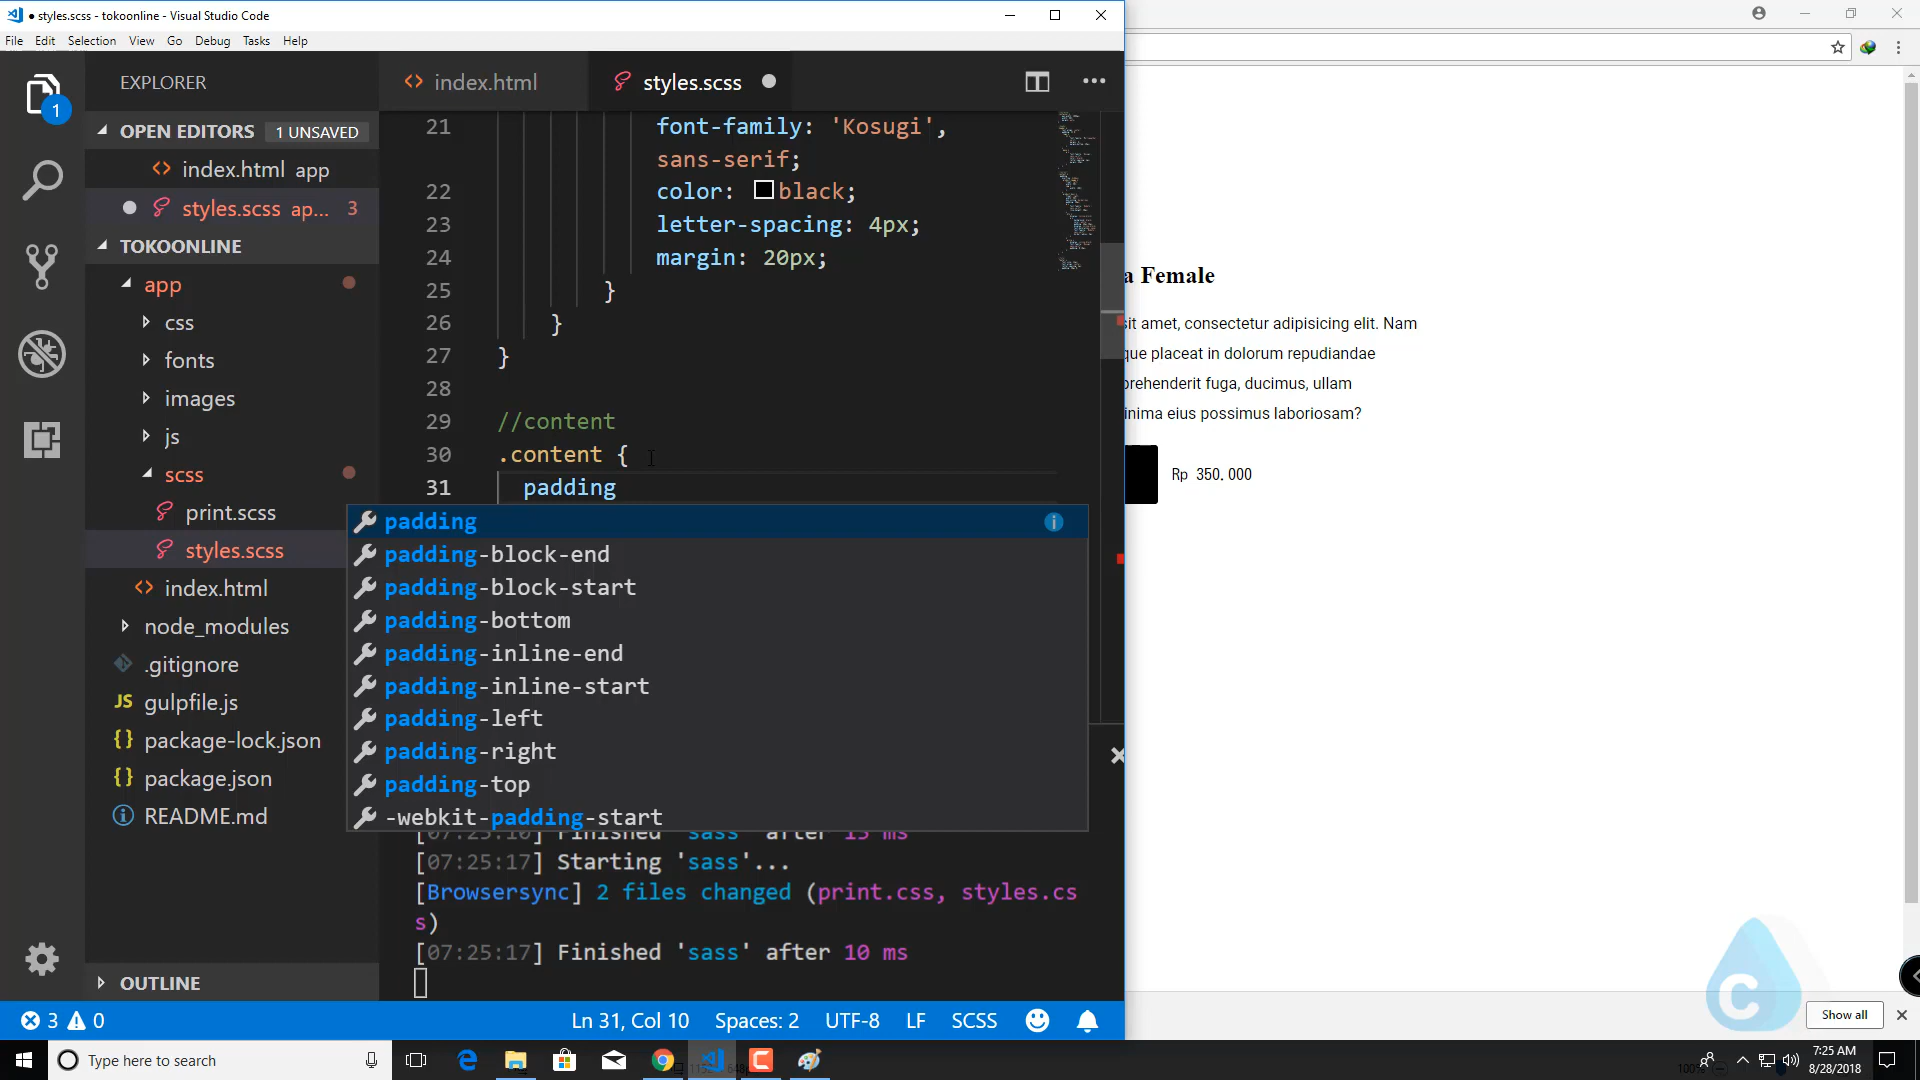 styles.scss - tokoonline - Visual Studio Code
File Edit Selection View Go Debug Tasks Help
EXPLORER
index.html
styles.scss
1
OPEN EDITORS 1 UNSAVED
index.html app
styles.scss ap... 3
TOKOONLINE
app
css
fonts
images
js
scss
print.scss
styles.scss
index.html
node_modules
.gitignore
JS gulpfile.js
{} package-lock.json
{} package.json
README.md
OUTLINE
21 font-family: 'Kosugi',
sans-serif;
22 color: black;
23 letter-spacing: 4px;
24 margin: 20px;
25 }
26 }
27 }
28
29 //content
30 .content {
31 padding
padding
padding-block-end
padding-block-start
padding-bottom
padding-inline-end
padding-inline-start
padding-left
padding-right
padding-top
-webkit-padding-start
[07:25:10] Finished 'sass' after 13 ms
[07:25:17] Starting 'sass'...
[Browsersync] 2 files changed (print.css, styles.cs
s)
[07:25:17] Finished 'sass' after 10 ms
3 0
Ln 31, Col 10 Spaces: 2 UTF-8 LF SCSS
a Female
sit amet, consectetur adipisicing elit. Nam
que placeat in dolorum repudiandae
prehenderit fuga, ducimus, ullam
inima eius possimus laboriosam?
Rp 350.000
C
Show all
Type here to search
100%
7:25 AM
8/28/2018